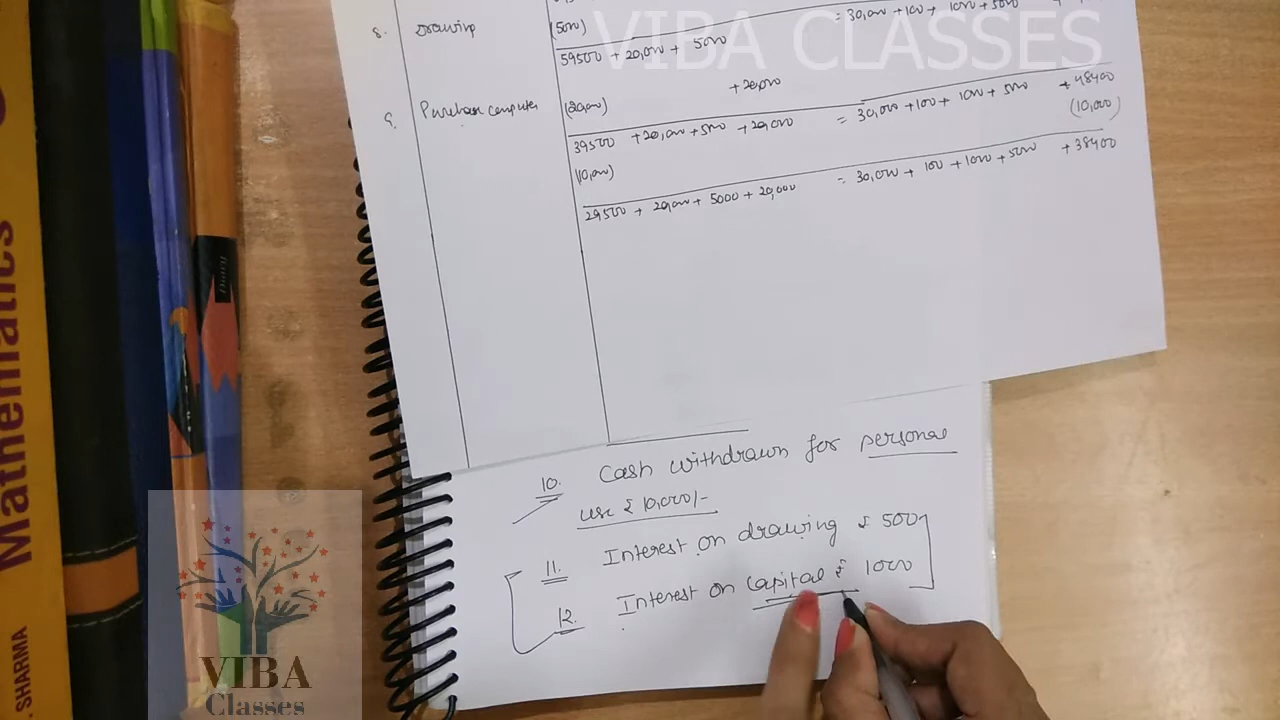 VIBA CLASSES
= 30,000 + 100 + 1000 + 5000
8. Drawing (5000)
59500 + 20,000 + 5000
+ 20,000
9. Purchase computer (20,000)
39500 + 20,000 + 5000 + 20,000 = 30,000 + 100 + 1000 + 5000 + 48400
(10,000) (10,000)
29500 + 20,000 + 5000 + 20,000 = 30,000 + 100 + 1000 + 5000 + 38400
10. Cash withdrawn for personal
use ₹ 10,000/-
11. Interest on drawing ₹ 500
12. Interest on Capital ₹ 1000
Mathematics
. SHARMA
VIBA
Classes